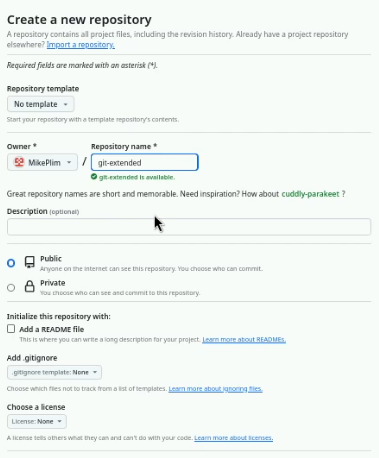 Create a new repository
A repository contains all project files, including the revision history. Already have a project repository
elsewhere? Import a repository.
Required fields are marked with an asterisk (*).
Repository template
No template
Start your repository with a template repository's contents.
Owner * Repository name *
MikePlim / git-extended
git-extended is available.
Great repository names are short and memorable. Need inspiration? How about cuddly-parakeet ?
Description (optional)
Public
Anyone on the internet can see this repository. You choose who can commit.
Private
You choose who can see and commit to this repository.
Initialize this repository with:
Add a README file
This is where you can write a long description for your project. Learn more about READMEs.
Add .gitignore
.gitignore template: None
Choose which files not to track from a list of templates. Learn more about ignoring files.
Choose a license
License: None
A license tells others what they can and can't do with your code. Learn more about licenses.